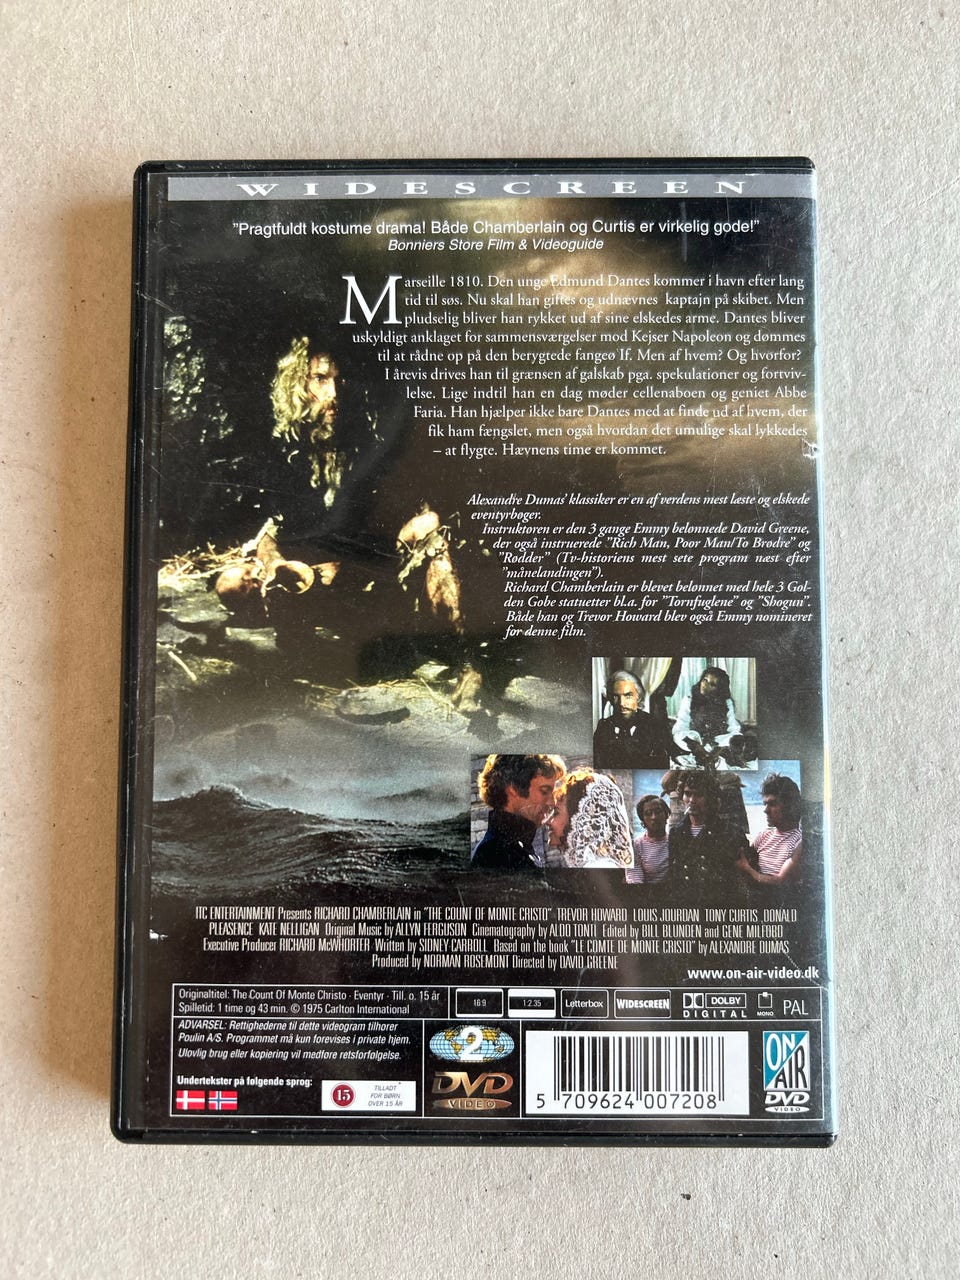 WIDESCREEN
"Pragtfuldt kostume drama! Både Chamberlain og Curtis er virkelig gode!"
Bonniers Store Film & Videoguide
Marseille 1810. Den unge Edmund Dantes kommer i havn efter lang
tid til søs. Nu skal han giftes og udnævnes kaptajn på skibet. Men
pludselig bliver han rykket ud af sine elskedes arme. Dantes bliver
uskyldigt anklaget for sammensværgelser mod Kejser Napoleon og dømmes
til at rådne op på den berygtede fangeø If. Men af hvem? Og hvorfor?
I årevis drives han til grænsen af galskab pga. spekulationer og fortviv-
lelse. Lige indtil han en dag møder cellenaboen og geniet Abbe
Faria. Han hjælper ikke bare Dantes med at finde ud af hvem, der
fik ham fængslet, men også hvordan det umulige skal lykkedes
– at flygte. Hævnens time er kommet.
Alexandre Dumas' klassiker er en af verdens mest læste og elskede
eventyrbøger.
Instruktøren er den 3 gange Emmy belønnede David Greene,
der også instruerede "Rich Man, Poor Man/To Brødre" og
"Rødder" (Tv-historiens mest sete program næst efter
"månelandingen").
Richard Chamberlain er blevet belønnet med hele 3 Gol-
den Gobe statuetter bl.a. for "Tornfuglene" og "Shogun".
Både han og Trevor Howard blev også Emmy nomineret
for denne film.
ITC ENTERTAINMENT Presents RICHARD CHAMBERLAIN in "THE COUNT OF MONTE CRISTO" TREVOR HOWARD LOUIS JOURDAN TONY CURTIS DONALD
PLEASENCE KATE NELLIGAN Original Music by ALLYN FERGUSON Cinematography by ALDO TONTI Edited by BILL BLUNDEN and GENE MILFORD
Executive Producer RICHARD McWHORTER Written by SIDNEY CARROLL Based on the book "LE COMTE DE MONTE CRISTO" by ALEXANDRE DUMAS
Produced by NORMAN ROSEMONT Directed by DAVID GREENE
www.on-air-video.dk
Originaltitel: The Count Of Monte Christo · Eventyr · Till. o. 15 år
Spilletid: 1 time og 43 min. © 1975 Carlton International
16:9
1:2.35
Letterbox
WIDESCREEN
DOLBY
DIGITAL
MONO
PAL
ADVARSEL: Rettighederne til dette videogram tilhører
Poulin A/S. Programmet må kun forevises i private hjem.
Ulovlig brug eller kopiering vil medføre retsforfølgelse.
Undertekster på følgende sprog:
15
TILLADT
FOR BØRN
OVER 15 ÅR
2
DVD
VIDEO
5 709624 007208
ON
AIR
DVD
VIDEO